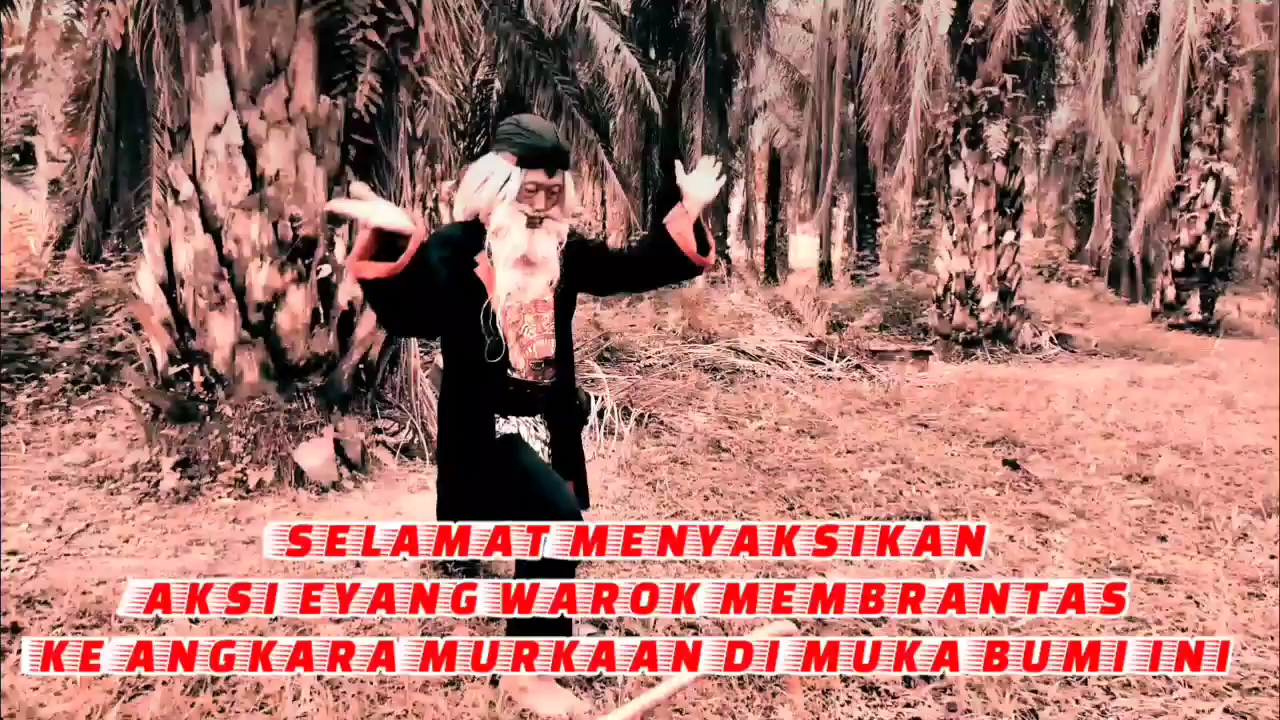 SELAMAT MENYAKSIKAN
AKSI EYANG WAROK MEMBRANTAS
KE ANGKARA MURKAAN DI MUKA BUMI INI